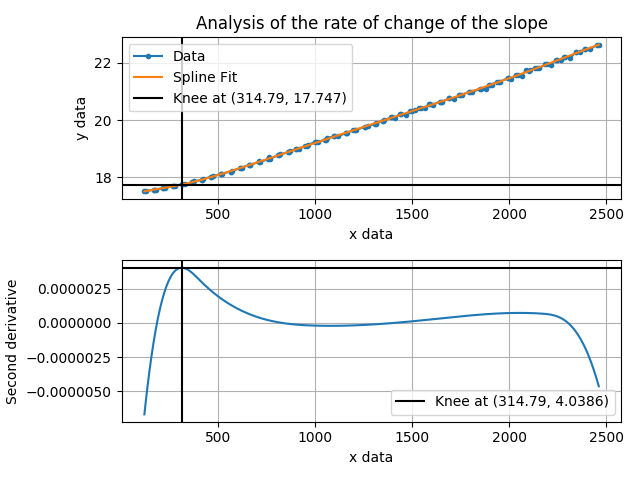 Analysis of the rate of change of the slope
Data
Spline Fit
Knee at (314.79, 17.747)
22
20
18
y data
500
1000
1500
2000
2500
x data
0.0000025
0.0000000
−0.0000025
−0.0000050
Second derivative
Knee at (314.79, 4.0386)
500
1000
1500
2000
2500
x data